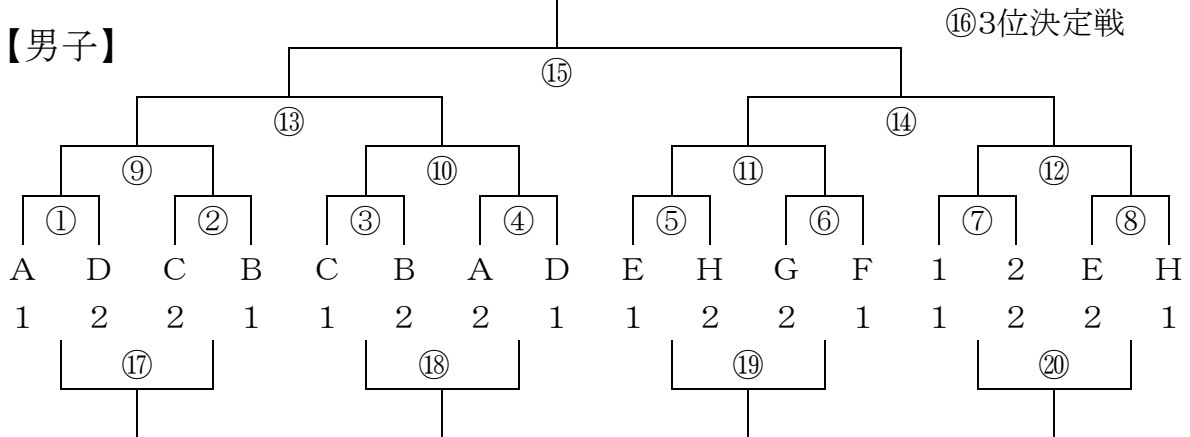 ⑯3位決定戦
【男子】
⑮
⑬ ⑭
⑨ ⑩ ⑪ ⑫
① ② ③ ④ ⑤ ⑥ ⑦ ⑧
A D C B C B A D E H G F 1 2 E H
1 2 2 1 1 2 2 1 1 2 2 1 1 2 2 1
⑰ ⑱ ⑲ ⑳